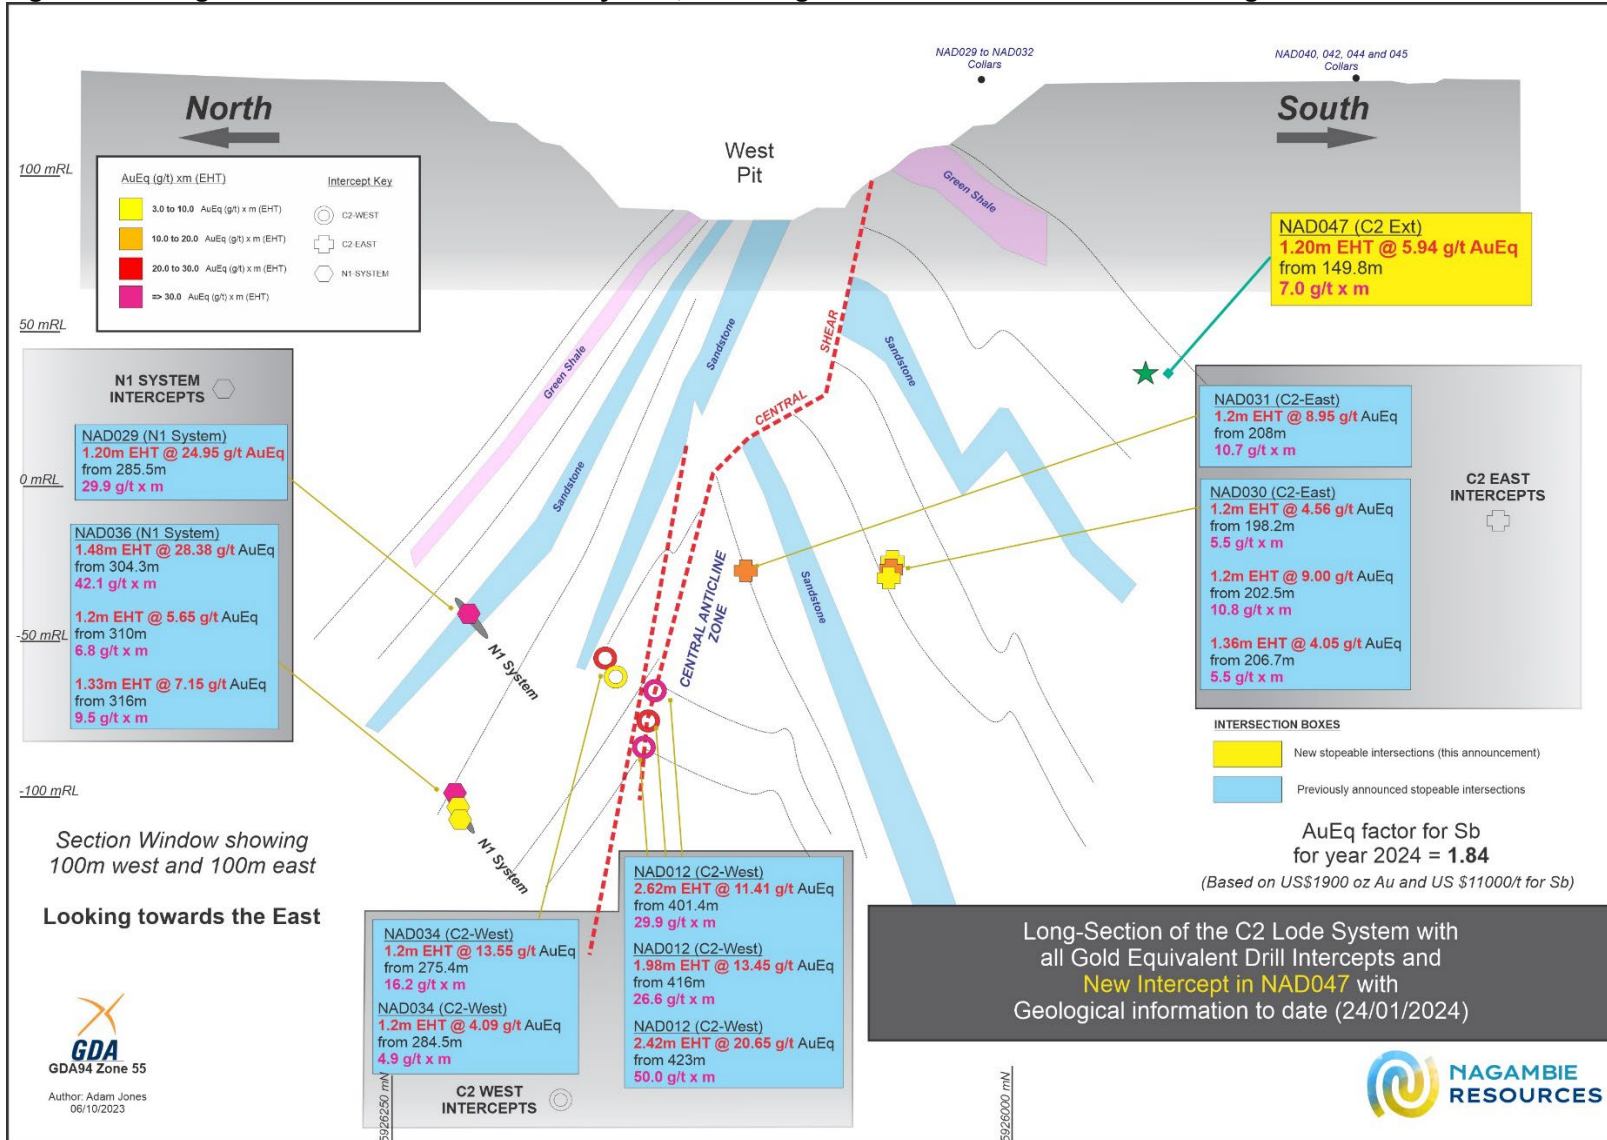 NAD029 to NAD032
Collars
NAD040, 042, 044 and 045
Collars
North
South
West
Pit
100 mRL
50 mRL
0 mRL
-50 mRL
-100 mRL
AuEq (g/t) xm (EHT)
3.0 to 10.0 AuEq (g/t) x m (EHT)
10.0 to 20.0 AuEq (g/t) x m (EHT)
20.0 to 30.0 AuEq (g/t) x m (EHT)
=> 30.0 AuEq (g/t) x m (EHT)
Intercept Key
C2-WEST
C2-EAST
N1-SYSTEM
Green Shale
Green Shale
Sandstone
Sandstone
Sandstone
Sandstone
SHEAR
CENTRAL
CENTRAL ANTICLINE
ZONE
N1 System
N1 System
NAD047 (C2 Ext)
1.20m EHT @ 5.94 g/t AuEq
from 149.8m
7.0 g/t x m
N1 SYSTEM
INTERCEPTS
NAD029 (N1 System)
1.20m EHT @ 24.95 g/t AuEq
from 285.5m
29.9 g/t x m
NAD036 (N1 System)
1.48m EHT @ 28.38 g/t AuEq
from 304.3m
42.1 g/t x m
1.2m EHT @ 5.65 g/t AuEq
from 310m
6.8 g/t x m
1.33m EHT @ 7.15 g/t AuEq
from 316m
9.5 g/t x m
NAD031 (C2-East)
1.2m EHT @ 8.95 g/t AuEq
from 208m
10.7 g/t x m
NAD030 (C2-East)
1.2m EHT @ 4.56 g/t AuEq
from 198.2m
5.5 g/t x m
1.2m EHT @ 9.00 g/t AuEq
from 202.5m
10.8 g/t x m
1.36m EHT @ 4.05 g/t AuEq
from 206.7m
5.5 g/t x m
C2 EAST
INTERCEPTS
INTERSECTION BOXES
New stopeable intersections (this announcement)
Previously announced stopeable intersections
AuEq factor for Sb
for year 2024 = 1.84
(Based on US$1900 oz Au and US $11000/t for Sb)
Section Window showing
100m west and 100m east
Looking towards the East
NAD034 (C2-West)
1.2m EHT @ 13.55 g/t AuEq
from 275.4m
16.2 g/t x m
NAD034 (C2-West)
1.2m EHT @ 4.09 g/t AuEq
from 284.5m
4.9 g/t x m
NAD012 (C2-West)
2.62m EHT @ 11.41 g/t AuEq
from 401.4m
29.9 g/t x m
NAD012 (C2-West)
1.98m EHT @ 13.45 g/t AuEq
from 416m
26.6 g/t x m
NAD012 (C2-West)
2.42m EHT @ 20.65 g/t AuEq
from 423m
50.0 g/t x m
C2 WEST
INTERCEPTS
5926250 mN
5926000 mN
Long-Section of the C2 Lode System with
all Gold Equivalent Drill Intercepts and
New Intercept in NAD047 with
Geological information to date (24/01/2024)
GDA
GDA94 Zone 55
Author: Adam Jones
06/10/2023
NAGAMBIE
RESOURCES